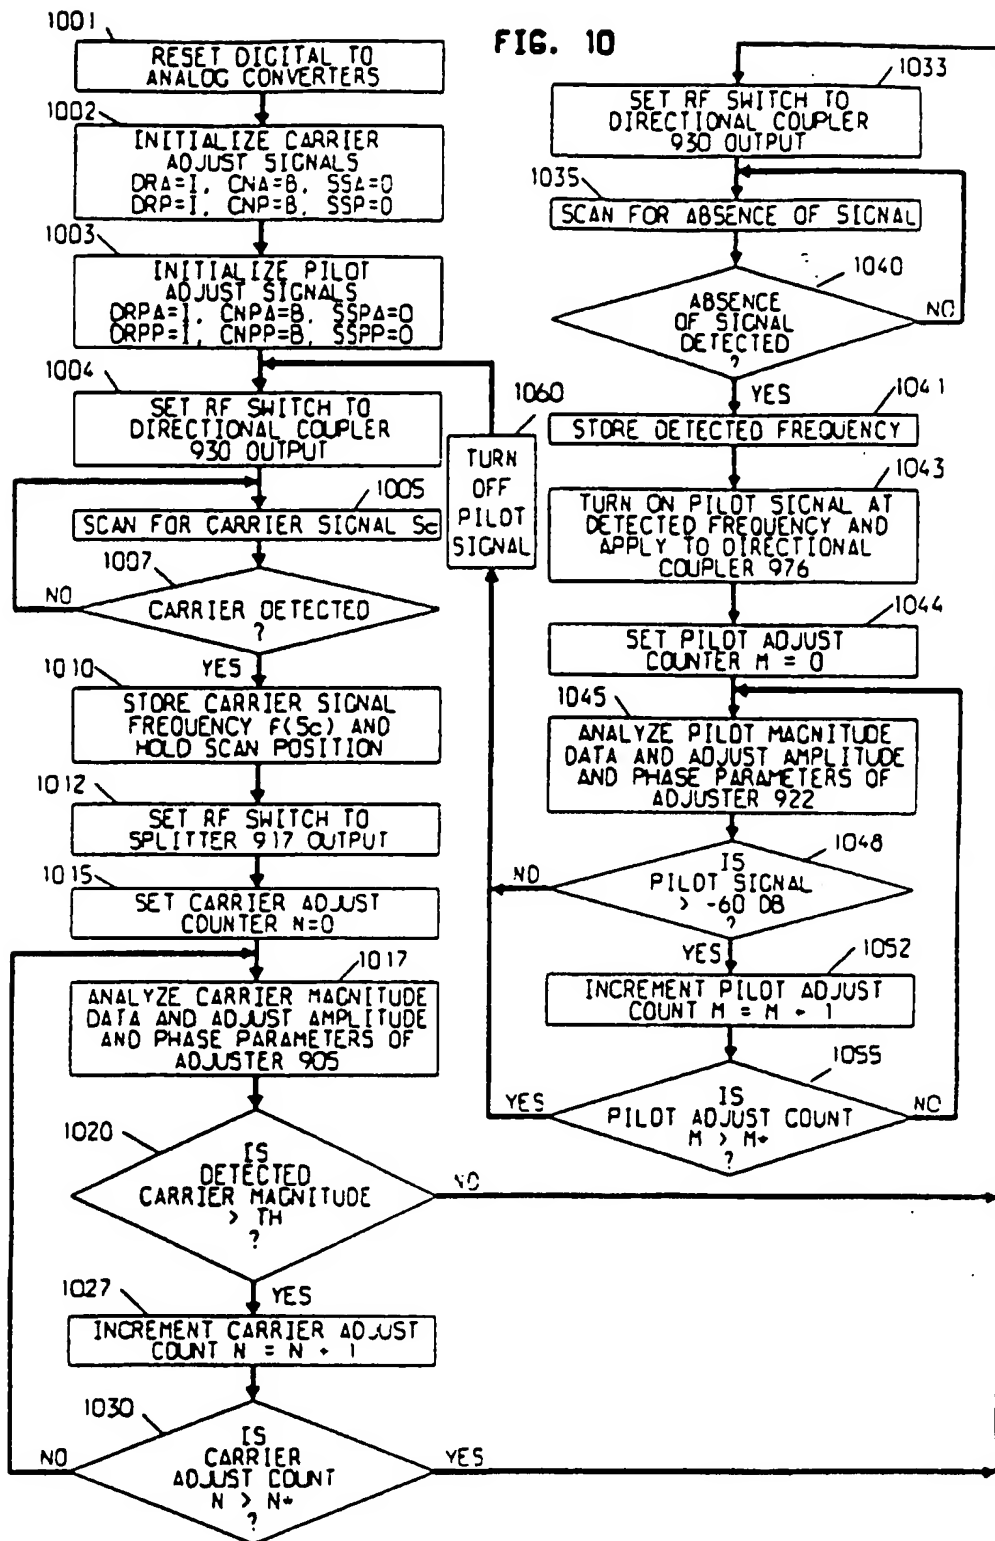 FIG. 10
1001
RESET DIGITAL TO
ANALOG CONVERTERS
1002
INITIALIZE CARRIER
ADJUST SIGNALS
DRA=I, CNA=B, SSA=0
DRP=I, CNP=B, SSP=0
1003
INITIALIZE PILOT
ADJUST SIGNALS
DRPA=I, CNPA=B, SSPA=0
DRPP=I, CNPP=B, SSPP=0
1004
SET RF SWITCH TO
DIRECTIONAL COUPLER
930 OUTPUT
1005
SCAN FOR CARRIER SIGNAL Sc
1007
CARRIER DETECTED
?
NO
YES
1010
STORE CARRIER SIGNAL
FREQUENCY F(Sc) AND
HOLD SCAN POSITION
1012
SET RF SWITCH TO
SPLITTER 917 OUTPUT
1015
SET CARRIER ADJUST
COUNTER N=0
1017
ANALYZE CARRIER MAGNITUDE
DATA AND ADJUST AMPLITUDE
AND PHASE PARAMETERS OF
ADJUSTER 905
1020
IS
DETECTED
CARRIER MAGNITUDE
> TH
?
NO
YES
1027
INCREMENT CARRIER ADJUST
COUNT N = N + 1
1030
IS
CARRIER
ADJUST COUNT
N > N*
?
NO
YES
1033
SET RF SWITCH TO
DIRECTIONAL COUPLER
930 OUTPUT
1035
SCAN FOR ABSENCE OF SIGNAL
1040
ABSENCE
OF SIGNAL
DETECTED
?
NO
YES
1041
STORE DETECTED FREQUENCY
1043
TURN ON PILOT SIGNAL AT
DETECTED FREQUENCY AND
APPLY TO DIRECTIONAL
COUPLER 976
1044
SET PILOT ADJUST
COUNTER M = 0
1045
ANALYZE PILOT MAGNITUDE
DATA AND ADJUST AMPLITUDE
AND PHASE PARAMETERS OF
ADJUSTER 922
1048
IS
PILOT SIGNAL
> -60 DB
?
NO
YES
1052
INCREMENT PILOT ADJUST
COUNT M = M + 1
1055
IS
PILOT ADJUST COUNT
M > M*
?
YES
NO
1060
TURN
OFF
PILOT
SIGNAL